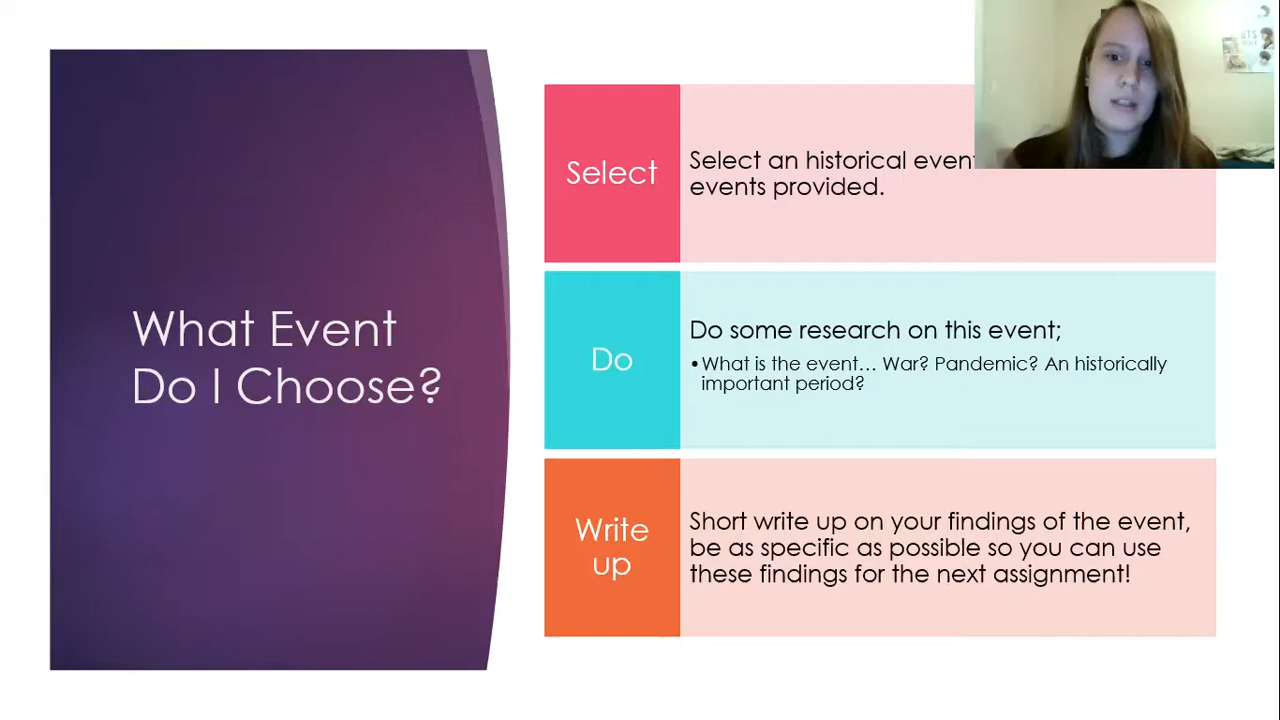 What Event
Do I Choose?
Select
Select an historical event
events provided.
Do
Do some research on this event;
•What is the event... War? Pandemic? An historically
important period?
Write
up
Short write up on your findings of the event,
be as specific as possible so you can use
these findings for the next assignment!
BTS